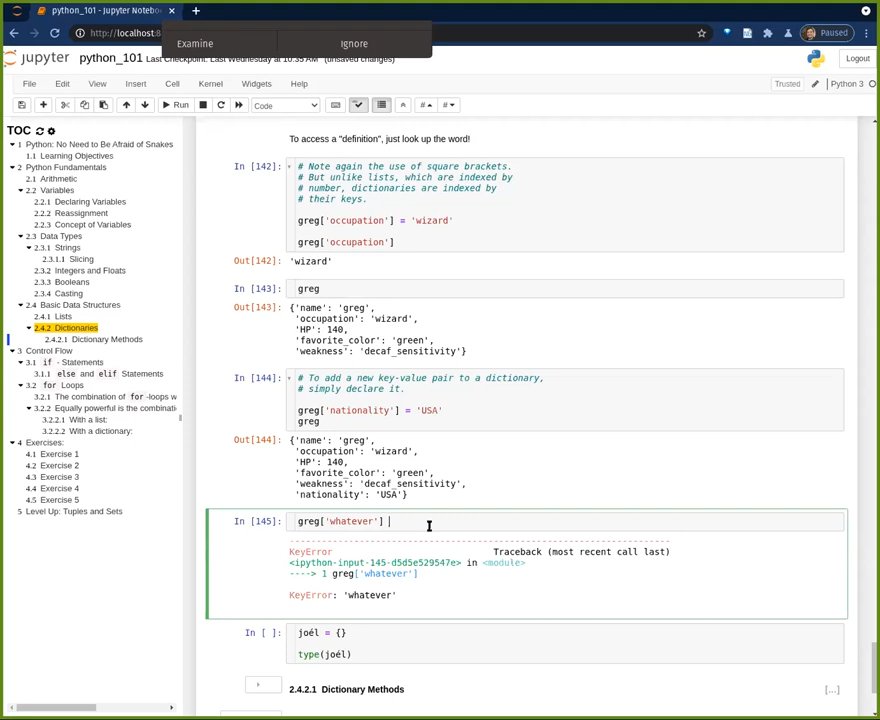 python_101 - Jupyter Notebo
http://localhost:8
Examine
Ignore
Paused
jupyter python_101 Last Checkpoint: Last Wednesday at 10:35 AM (unsaved changes)
Logout
File Edit View Insert Cell Kernel Widgets Help
Trusted
Python 3
Run
Code
TOC
1 Python: No Need to Be Afraid of Snakes
1.1 Learning Objectives
2 Python Fundamentals
2.1 Arithmetic
2.2 Variables
2.2.1 Declaring Variables
2.2.2 Reassignment
2.2.3 Concept of Variables
2.3 Data Types
2.3.1 Strings
2.3.1.1 Slicing
2.3.2 Integers and Floats
2.3.3 Booleans
2.3.4 Casting
2.4 Basic Data Structures
2.4.1 Lists
2.4.2 Dictionaries
2.4.2.1 Dictionary Methods
3 Control Flow
3.1 if - Statements
3.1.1 else and elif Statements
3.2 for Loops
3.2.1 The combination of for -loops w
3.2.2 Equally powerful is the combinati
3.2.2.1 With a list:
3.2.2.2 With a dictionary:
4 Exercises:
4.1 Exercise 1
4.2 Exercise 2
4.3 Exercise 3
4.4 Exercise 4
4.5 Exercise 5
5 Level Up: Tuples and Sets
To access a "definition", just look up the word!
In [142]:
# Note again the use of square brackets.
# But unlike lists, which are indexed by
# number, dictionaries are indexed by
# their keys.
greg['occupation'] = 'wizard'
greg['occupation']
Out[142]: 'wizard'
In [143]: greg
Out[143]: {'name': 'greg',
'occupation': 'wizard',
'HP': 140,
'favorite_color': 'green',
'weakness': 'decaf_sensitivity'}
In [144]:
# To add a new key-value pair to a dictionary,
# simply declare it.
greg['nationality'] = 'USA'
greg
Out[144]: {'name': 'greg',
'occupation': 'wizard',
'HP': 140,
'favorite_color': 'green',
'weakness': 'decaf_sensitivity',
'nationality': 'USA'}
In [145]: greg['whatever']
---------------------------------------------------------------------------
KeyError Traceback (most recent call last)
<ipython-input-145-d5d5e529547e> in <module>
----> 1 greg['whatever']
KeyError: 'whatever'
In [ ]: joél = {}
type(joél)
2.4.2.1 Dictionary Methods
[...]